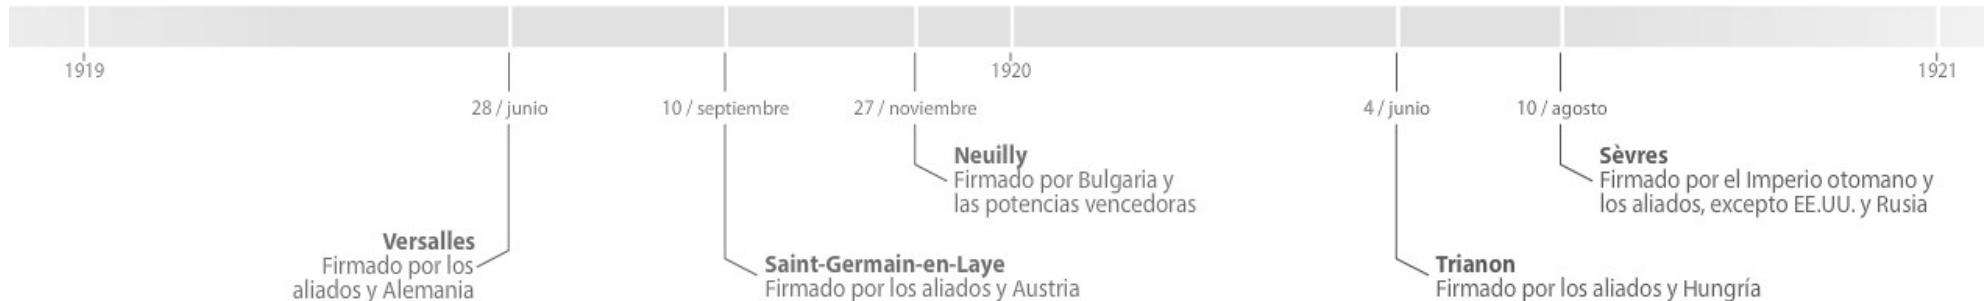 1919
1920
1921
28 / junio
10 / septiembre
27 / noviembre
4 / junio
10 / agosto
Versalles
Firmado por los
aliados y Alemania
Saint-Germain-en-Laye
Firmado por los aliados y Austria
Neuilly
Firmado por Bulgaria y
las potencias vencedoras
Trianon
Firmado por los aliados y Hungría
Sèvres
Firmado por el Imperio otomano y
los aliados, excepto EE.UU. y Rusia